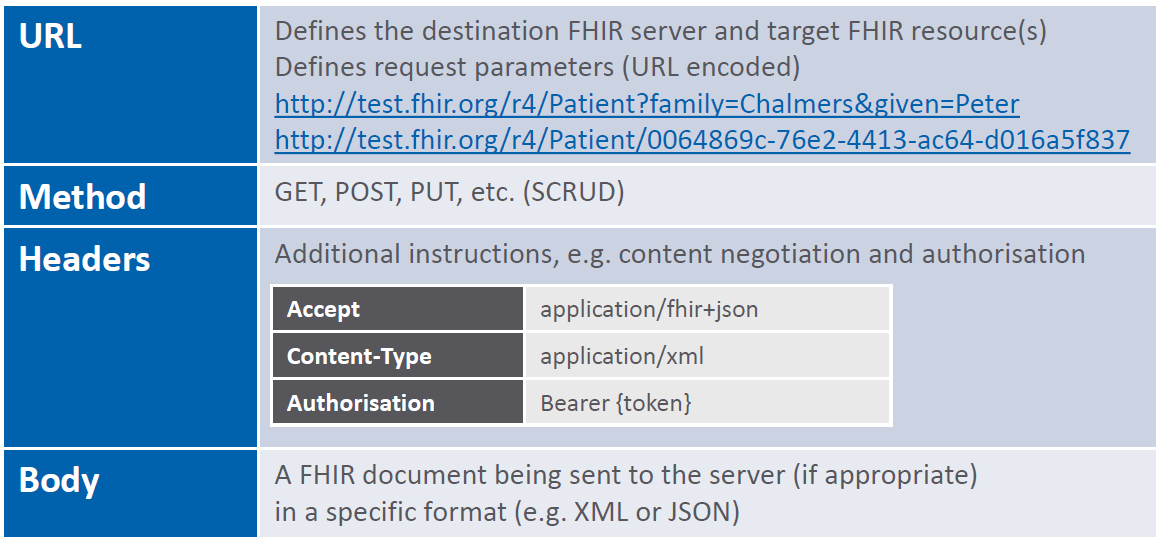 URL
Defines the destination FHIR server and target FHIR resource(s)
Defines request parameters (URL encoded)
http://test.fhir.org/r4/Patient?family=Chalmers&given=Peter
http://test.fhir.org/r4/Patient/0064869c-76e2-4413-ac64-d016a5f837
Method
GET, POST, PUT, etc. (SCRUD)
Headers
Additional instructions, e.g. content negotiation and authorisation
Accept
application/fhir+json
Content-Type
application/xml
Authorisation
Bearer {token}
Body
A FHIR document being sent to the server (if appropriate)
in a specific format (e.g. XML or JSON)